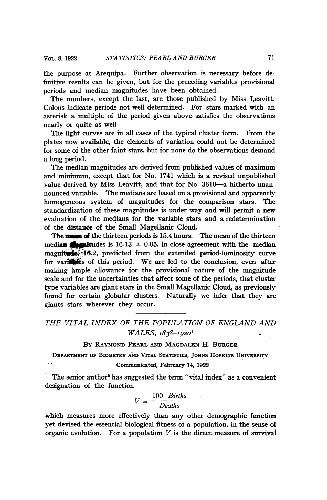 VOL. 8, 1922 STATISTICS: PEARL AND BURGER 71
the purpose at Arequipa. Further observation is necessary before de-
finitive results can be given, but for the preceding variables provisional
periods and median magnitudes have been obtained.
The numbers, except the last, are those published by Miss Leavitt.
Colons indicate periods not well determined. For stars marked with an
asterisk a multiple of the period given above satisfies the observations
nearly or quite as well
The light curves are in all cases of the typical cluster form. From the
plates now available, the elements of variation could not be determined
for some of the other faint stars, but for none do the observations demand
a long period.
The median magnitudes are derived from published values of maximum
and minimum, except that for No. 1741 which is a revised unpublished
value derived by Miss Leavitt, and that for No. 3610—a hitherto unan-
nounced variable. The medians are based on a provisional and apparently
homogeneous system of magnitudes for the comparison stars. The
standardization of these magnitudes is under way and will permit a new
evaluation of the medians for the variable stars and a redetermination
of the distance of the Small Magellanic Cloud.
The of the thirteen periods is 15.4 hours. The mean of the thirteen
median is 16.13 ± 0.05, in close agreement with the median
16.2, predicted from the extended period-luminosity curve
for of this period. We are led to the conclusion, even after
making ample allowance for the provisional nature of the magnitude
scale and for the uncertainties that affect some of the periods, that cluster
type variables are giant stars in the Small Magellanic Cloud, as previously
found for certain globular clusters. Naturally we infer that they are
giants stars wherever they occur.
THE VITAL INDEX OF THE POPULATION OF ENGLAND AND
WALES, 1838–1920¹
BY RAYMOND PEARL AND MAGDALEN H. BURGER
DEPARTMENT OF BIOMETRY AND VITAL STATISTICS, JOHNS HOPKINS UNIVERSITY
Communicated, February 14, 1922
The senior author² has suggested the term "vital index" as a convenient
designation of the function
V = 100 Births / Deaths
which measures more effectively than any other demographic function
yet devised the essential biological fitness of a population, in the sense of
organic evolution. For a population V is the direct measure of survival